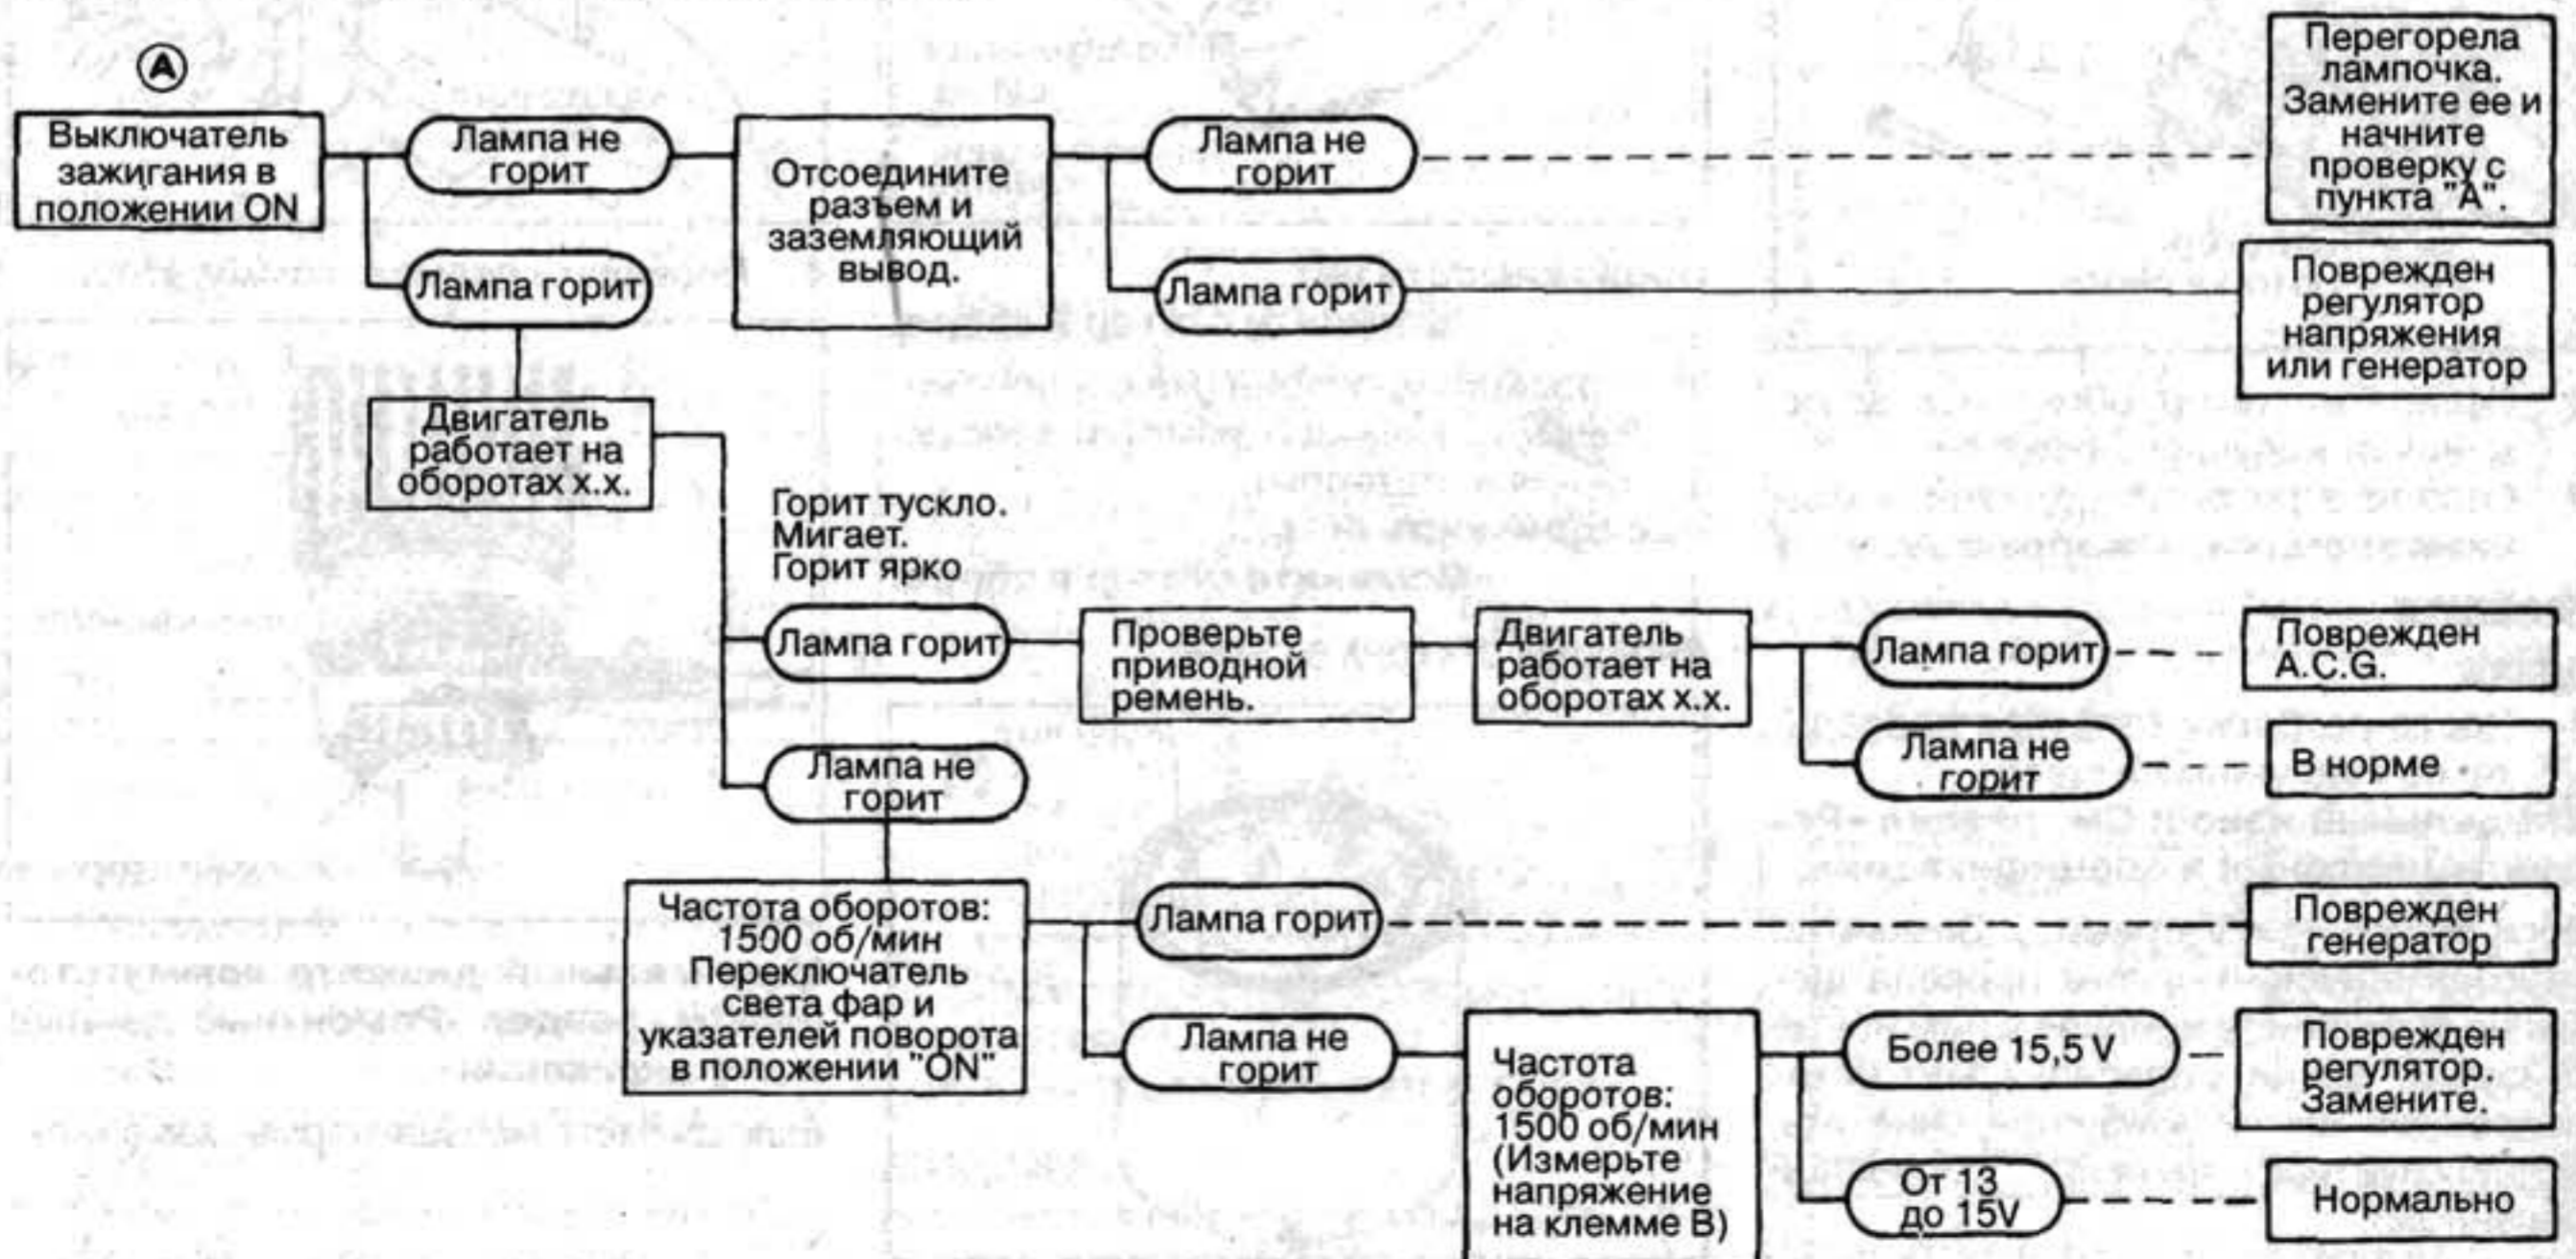 A
Выключатель
зажигания в
положении ON
Лампа не
горит
Лампа горит
Отсоедините
разъем и
заземляющий
вывод.
Лампа не
горит
Лампа горит
Перегорела
лампочка.
Замените ее и
начните
проверку с
пункта "А".
Поврежден
регулятор
напряжения
или генератор
Двигатель
работает на
оборотах х.х.
Горит тускло.
Мигает.
Горит ярко
Лампа горит
Проверьте
приводной
ремень.
Двигатель
работает на
оборотах х.х.
Лампа горит
Поврежден
A.C.G.
Лампа не
горит
В норме
Лампа не
горит
Частота оборотов:
1500 об/мин
Переключатель
света фар и
указателей поворота
в положении "ON"
Лампа горит
Поврежден
генератор
Лампа не
горит
Частота
оборотов:
1500 об/мин
(Измерьте
напряжение
на клемме В)
Более 15,5 V
Поврежден
регулятор.
Замените.
От 13
до 15V
Нормально